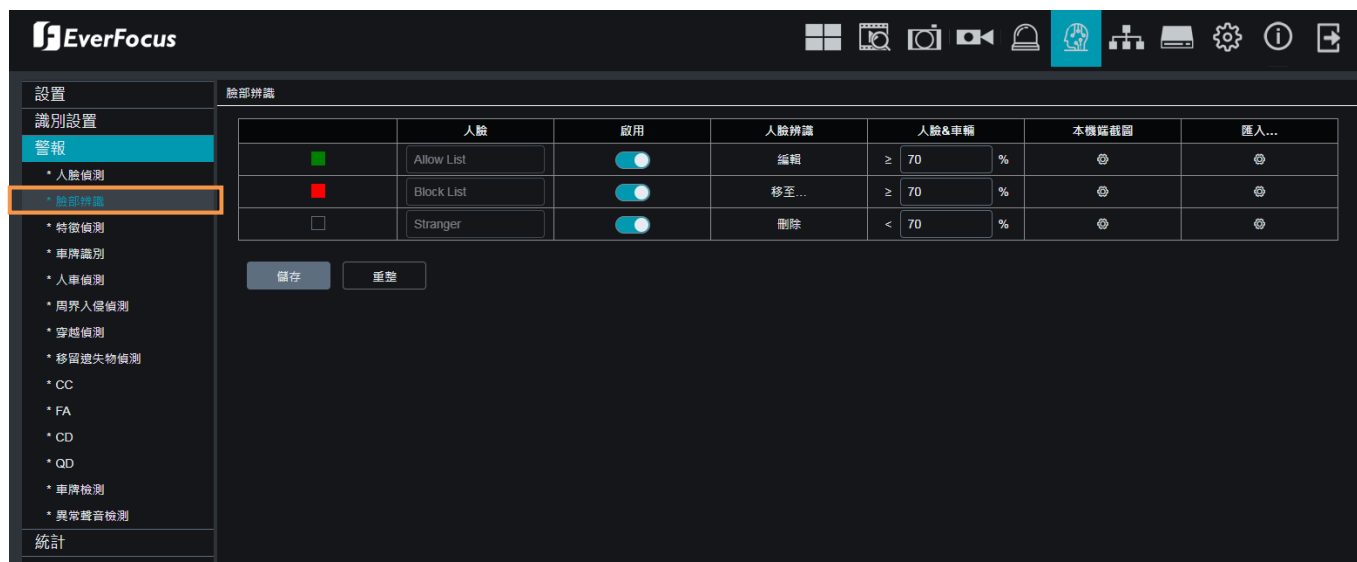 EverFocus
設置
臉部辨識
識別設置
警報
* 人臉偵測
* 臉部辨識
* 特徵偵測
* 車牌識別
* 人車偵測
* 周界入侵偵測
* 穿越偵測
* 移留遺失物偵測
* CC
* FA
* CD
* QD
* 車牌檢測
* 異常聲音檢測
統計
人臉 啟用 人臉辨識 人臉&車輛 本機端截圖 匯入...
Allow List 編輯 ≥ 70 %
Block List 移至... ≥ 70 %
Stranger 刪除 < 70 %
儲存 重整